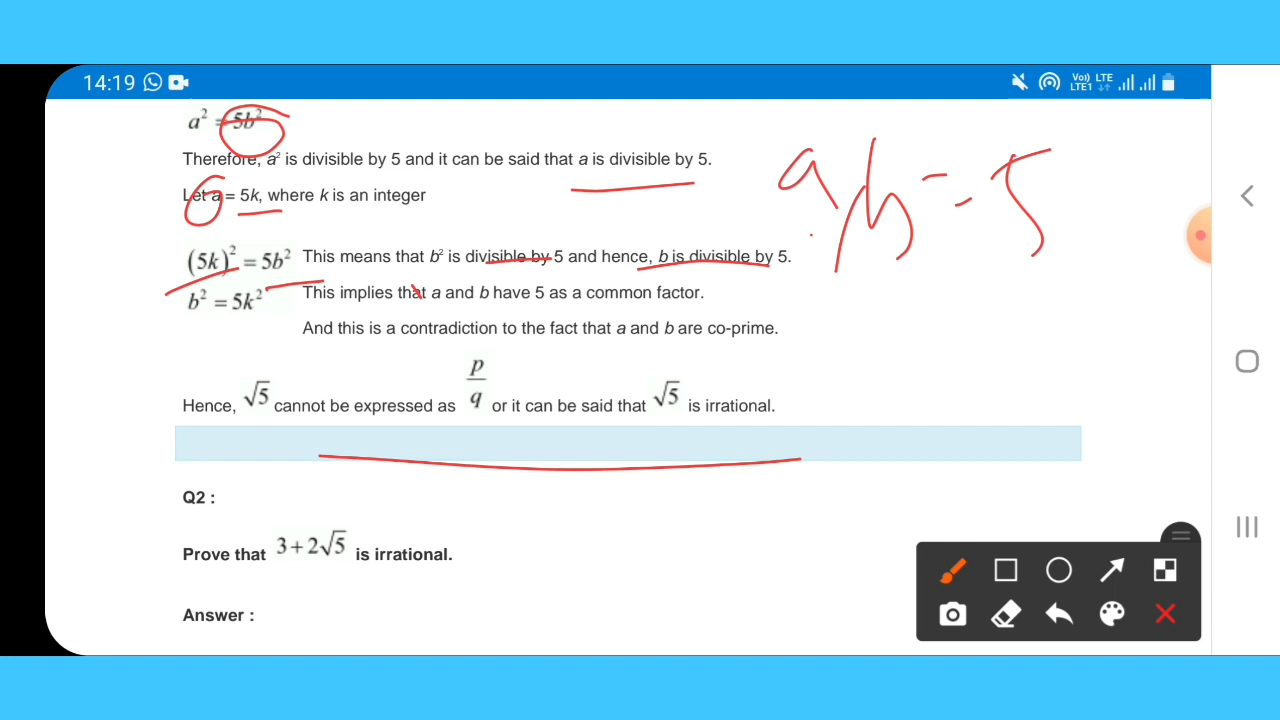 14:19 Vo)) LTE LTE1
a² = 5b²
Therefore, a² is divisible by 5 and it can be said that a is divisible by 5.
Let a = 5k, where k is an integer
a/b = 5
(5k)² = 5b² This means that b² is divisible by 5 and hence, b is divisible by 5.
b² = 5k² This implies that a and b have 5 as a common factor.
And this is a contradiction to the fact that a and b are co-prime.
Hence, √5 cannot be expressed as p/q or it can be said that √5 is irrational.
Q2 :
Prove that 3+2√5 is irrational.
Answer :